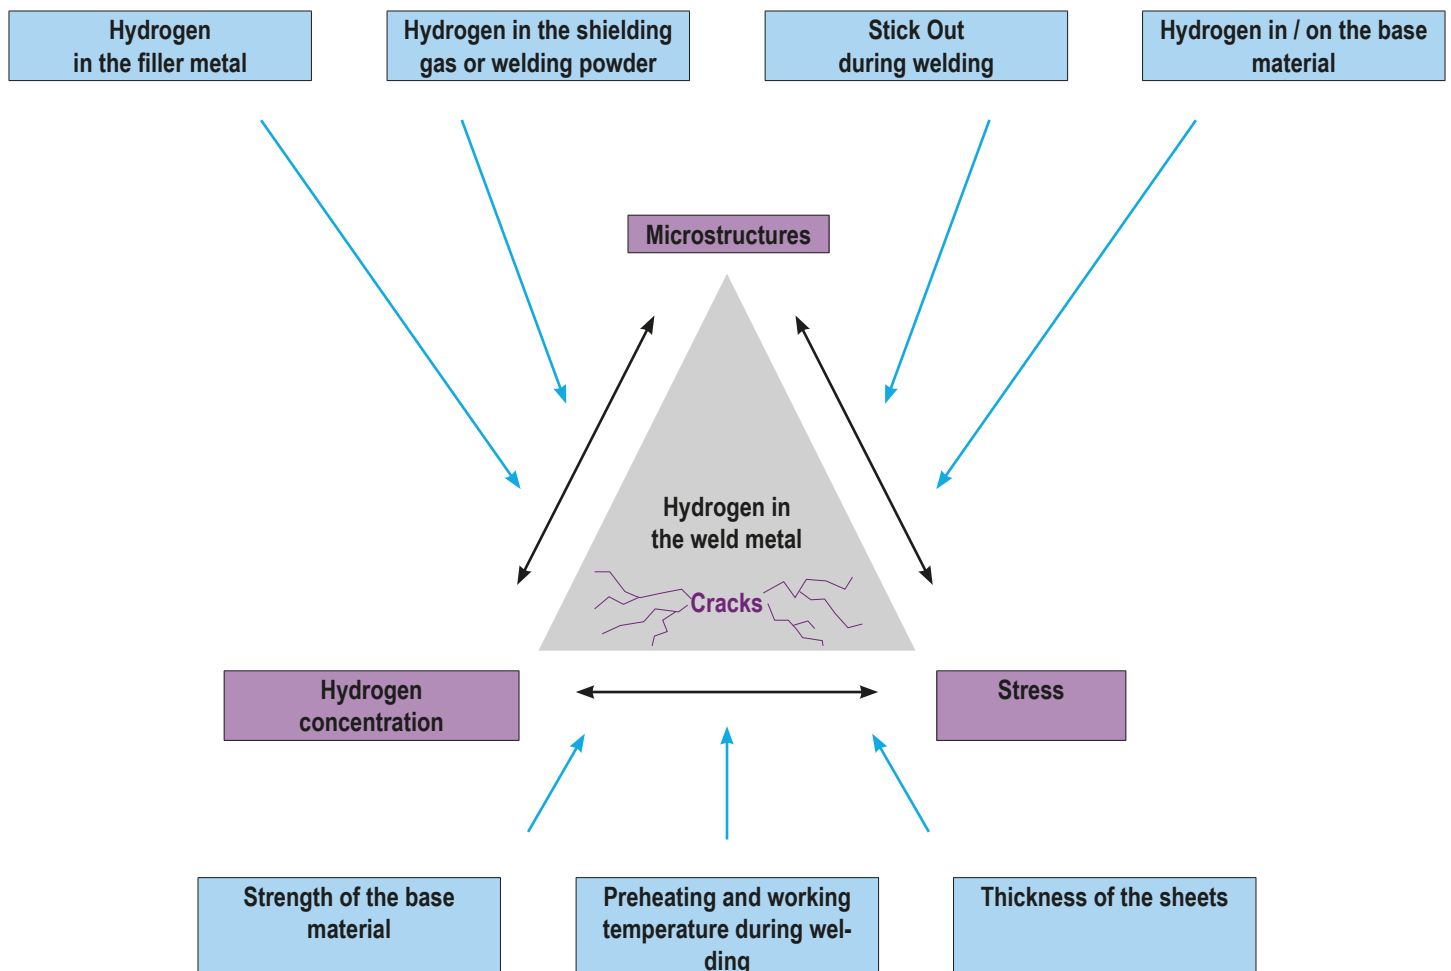 Hydrogen
in the filler metal
Hydrogen in the shielding
gas or welding powder
Stick Out
during welding
Hydrogen in / on the base
material
Microstructures
Hydrogen in
the weld metal
Cracks
Hydrogen
concentration
Stress
Strength of the base
material
Preheating and working
temperature during wel-
ding
Thickness of the sheets